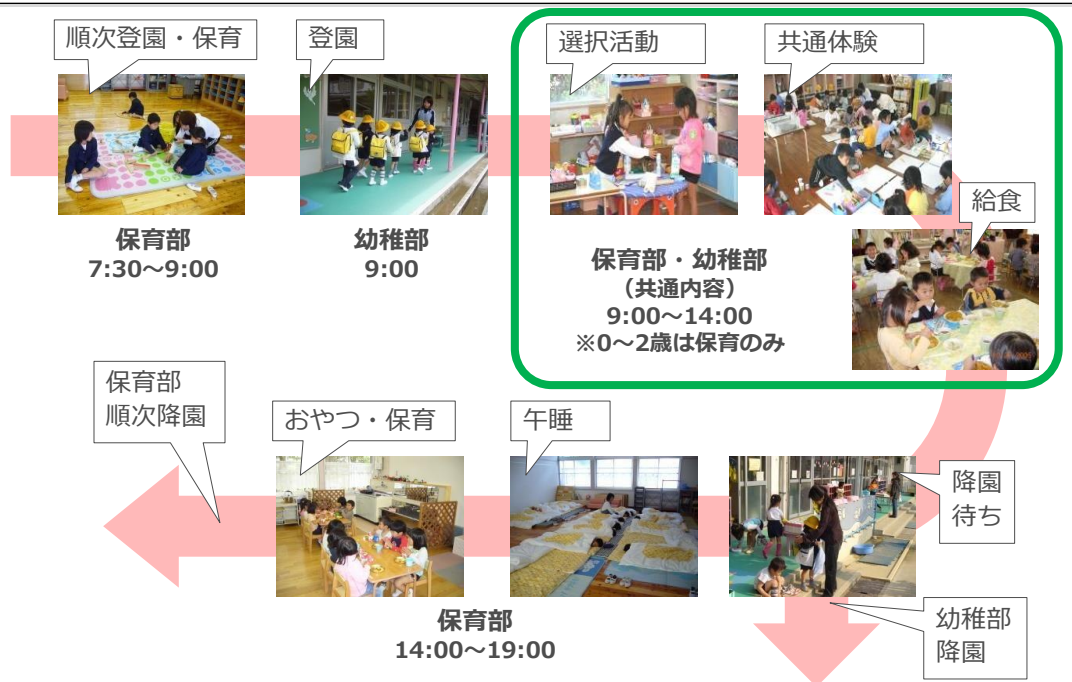 順次登園・保育
登園
選択活動
共通体験
給食
保育部
7:30～9:00
幼稚部
9:00
保育部・幼稚部
（共通内容）
9:00～14:00
※0～2歳は保育のみ
保育部
順次降園
おやつ・保育
午睡
降園
待ち
保育部
14:00～19:00
幼稚部
降園